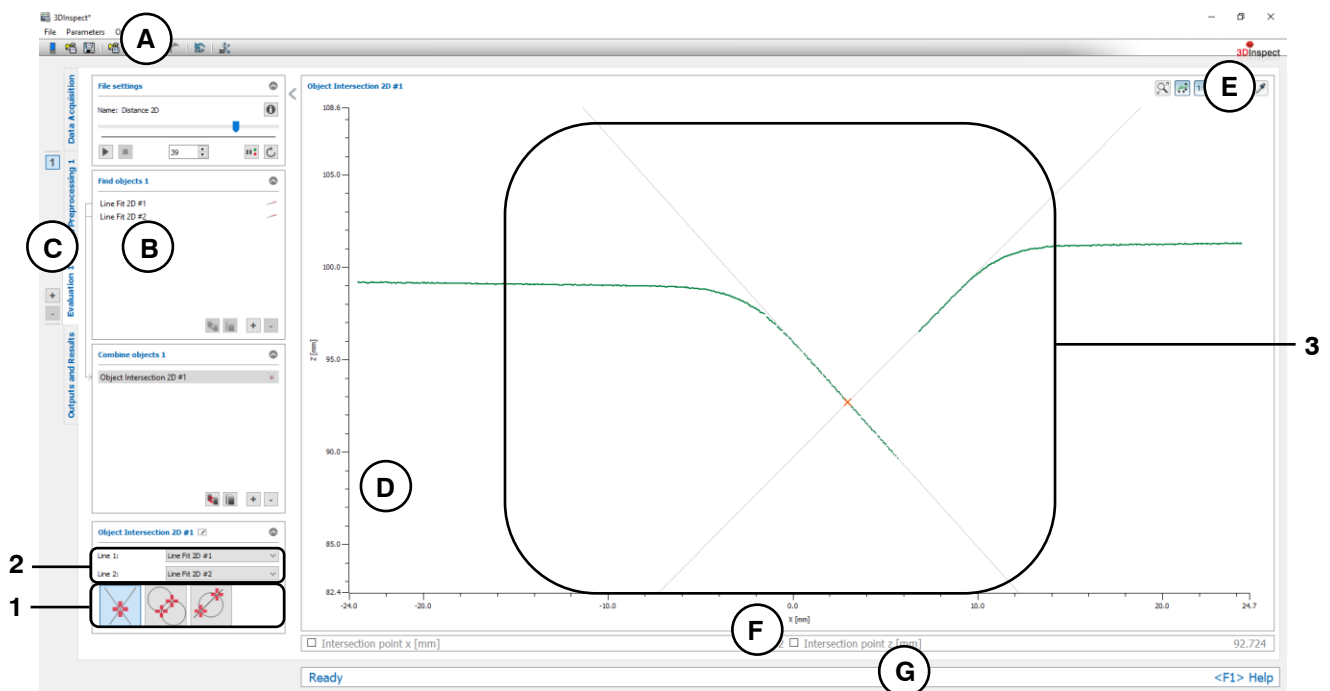 3DInspect*
File Parameters O
A
3DInspect
Data Acquisition
Preprocessing 1
Evaluation 1
Outputs and Results
1
C
+
-
File settings
Name: Distance 2D
39
Find objects 1
Line Fit 2D #1
Line Fit 2D #2
B
+ -
Combine objects 1
Object Intersection 2D #1
+ -
Object Intersection 2D #1
Line 1: Line Fit 2D #1
Line 2: Line Fit 2D #2
2
1
Object Intersection 2D #1
E
108.6
105.0
100.0
95.0
90.0
85.0
82.4
Z [mm]
D
3
-24.0 -20.0 -10.0 0.0 10.0 20.0 24.7
X [mm]
F
Intersection point x [mm] 2 Intersection point z [mm] 92.724
G
Ready <F1> Help